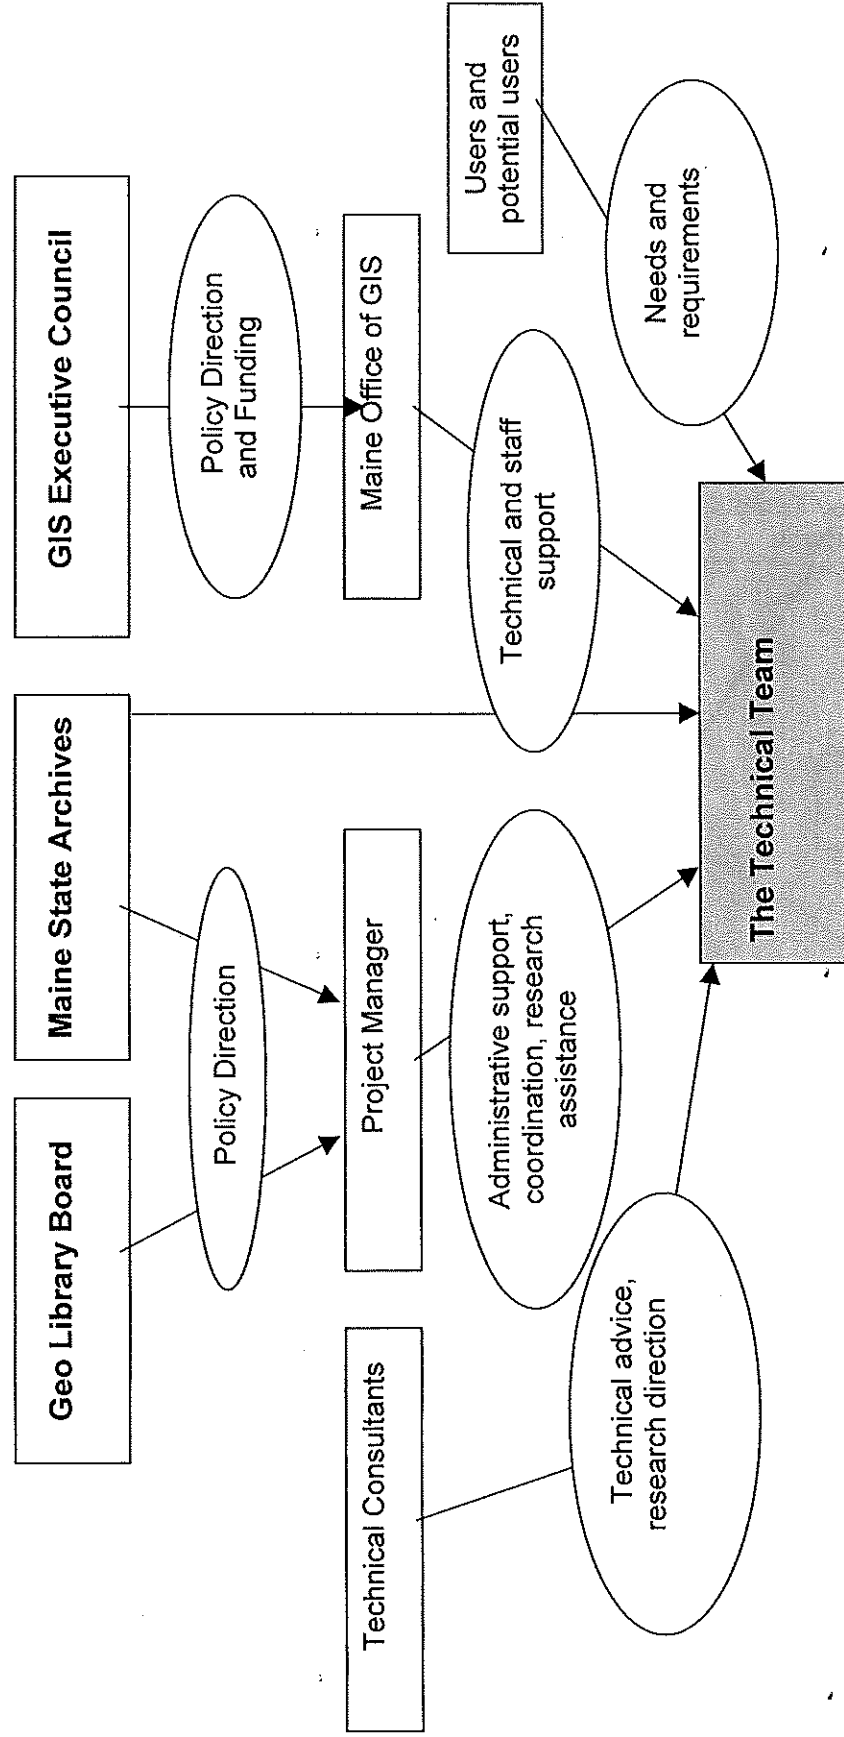 Geo Library Board
Maine State Archives
GIS Executive Council
Policy Direction
Policy Direction
and Funding
Technical Consultants
Project Manager
Maine Office of GIS
Users and
potential users
Administrative support,
coordination, research
assistance
Technical and staff
support
Technical advice,
research direction
Needs and
requirements
The Technical Team